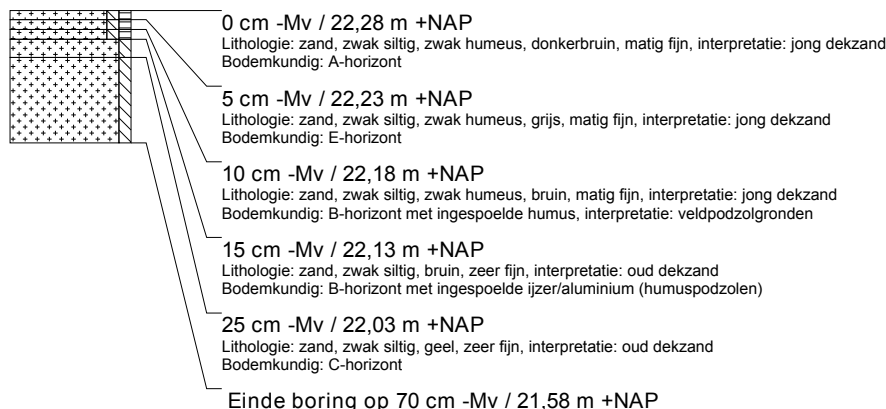 0 cm -Mv / 22,28 m +NAP
Lithologie: zand, zwak siltig, zwak humeus, donkerbruin, matig fijn, interpretatie: jong dekzand
Bodemkundig: A-horizont
5 cm -Mv / 22,23 m +NAP
Lithologie: zand, zwak siltig, zwak humeus, grijs, matig fijn, interpretatie: jong dekzand
Bodemkundig: E-horizont
10 cm -Mv / 22,18 m +NAP
Lithologie: zand, zwak siltig, zwak humeus, bruin, matig fijn, interpretatie: jong dekzand
Bodemkundig: B-horizont met ingespoelde humus, interpretatie: veldpodzolgronden
15 cm -Mv / 22,13 m +NAP
Lithologie: zand, zwak siltig, bruin, zeer fijn, interpretatie: oud dekzand
Bodemkundig: B-horizont met ingespoelde ijzer/aluminium (humuspodzolen)
25 cm -Mv / 22,03 m +NAP
Lithologie: zand, zwak siltig, geel, zeer fijn, interpretatie: oud dekzand
Bodemkundig: C-horizont
Einde boring op 70 cm -Mv / 21,58 m +NAP